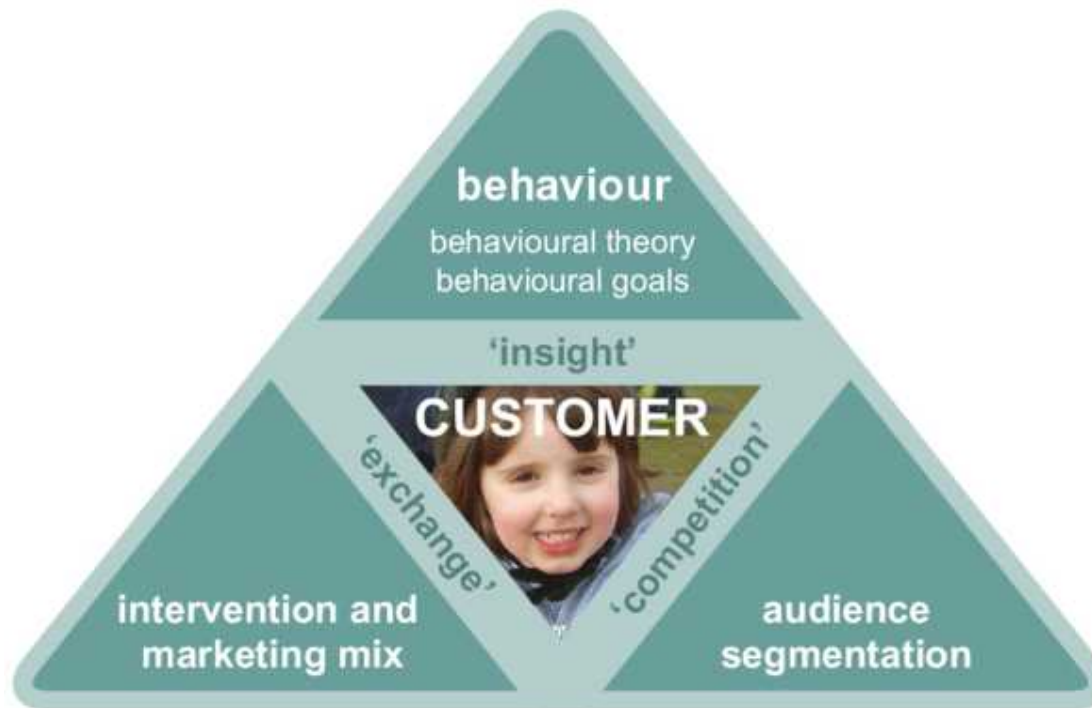 behaviour
behavioural theory
behavioural goals
‘insight’
CUSTOMER
‘exchange’
‘competition’
intervention and
marketing mix
audience
segmentation